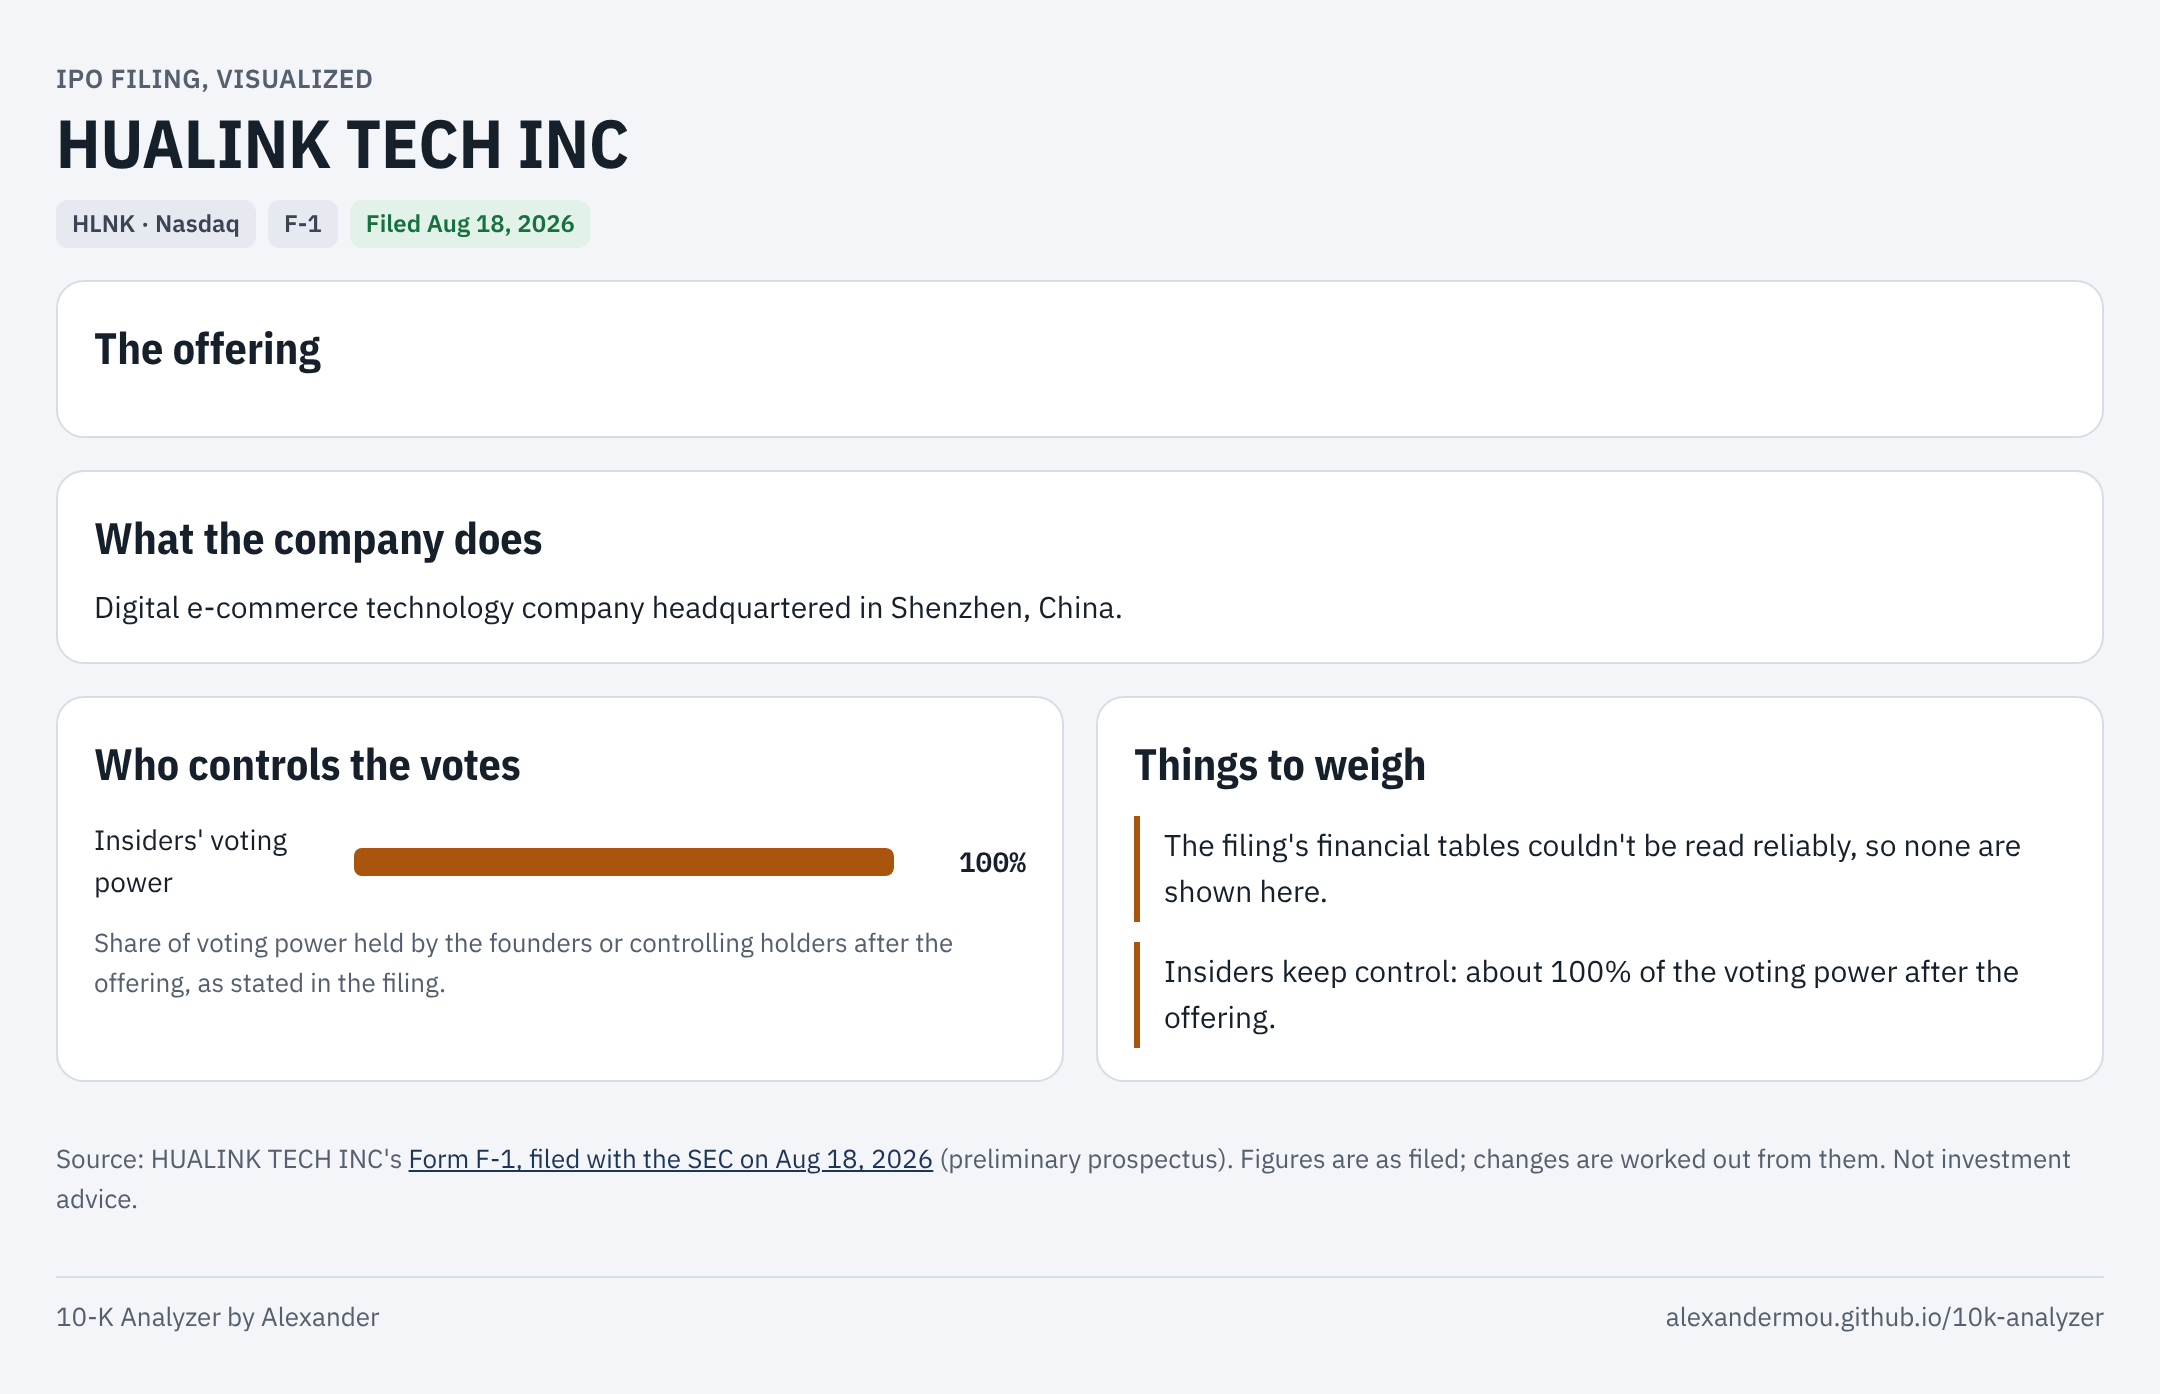 IPO FILING, VISUALIZED
HUALINK TECH INC
HLNK · Nasdaq F-1 Filed Aug 18, 2026
The offering
What the company does
Digital e-commerce technology company headquartered in Shenzhen, China.
Who controls the votes
Insiders' voting
power
100%
Share of voting power held by the founders or controlling holders after the
offering, as stated in the filing.
Things to weigh
The filing's financial tables couldn't be read reliably, so none are
shown here.
Insiders keep control: about 100% of the voting power after the
offering.
Source: HUALINK TECH INC's Form F-1, filed with the SEC on Aug 18, 2026 (preliminary prospectus). Figures are as filed; changes are worked out from them. Not investment
advice.
10-K Analyzer by Alexander
alexandermou.github.io/10k-analyzer